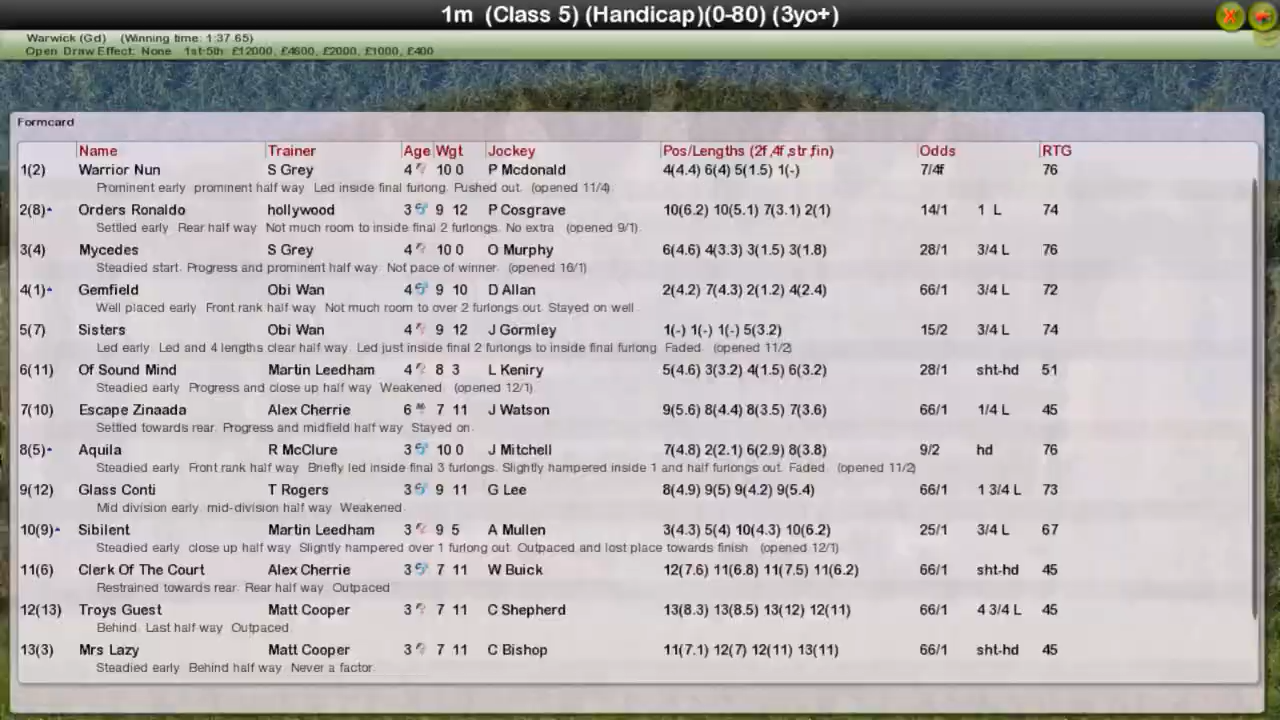 1m (Class 5) (Handicap)(0-80) (3yo+)
Warwick (Gd) (Winning time: 1:37.65)
Open Draw Effect: None 1st-5th: £12000, £4600, £2000, £1000, £400
Formcard
Name Trainer Age Wgt Jockey Pos/Lengths (2f,4f,str,fin) Odds RTG
1(2) Warrior Nun S Grey 4 10 0 P Mcdonald 4(4.4) 6(4) 5(1.5) 1(-) 7/4f 76
Prominent early prominent half way Led inside final furlong. Pushed out. (opened 11/4)
2(8) Orders Ronaldo hollywood 3 9 12 P Cosgrave 10(6.2) 10(5.1) 7(3.1) 2(1) 14/1 1 L 74
Settled early Rear half way Not much room to inside final 2 furlongs. No extra (opened 9/1)
3(4) Mycedes S Grey 4 10 0 O Murphy 6(4.6) 4(3.3) 3(1.5) 3(1.8) 28/1 3/4 L 76
Steadied start. Progress and prominent half way Not pace of winner. (opened 16/1)
4(1) Gemfield Obi Wan 4 9 10 D Allan 2(4.2) 7(4.3) 2(1.2) 4(2.4) 66/1 3/4 L 72
Well placed early Front rank half way Not much room to over 2 furlongs out. Stayed on well
5(7) Sisters Obi Wan 4 9 12 J Gormley 1(-) 1(-) 1(-) 5(3.2) 15/2 3/4 L 74
Led early Led and 4 lengths clear half way Led just inside final 2 furlongs to inside final furlong Faded. (opened 11/2)
6(11) Of Sound Mind Martin Leedham 4 8 3 L Keniry 5(4.6) 3(3.2) 4(1.5) 6(3.2) 28/1 sht-hd 51
Steadied early Progress and close up half way Weakened (opened 12/1)
7(10) Escape Zinaada Alex Cherrie 6 7 11 J Watson 9(5.6) 8(4.4) 8(3.5) 7(3.6) 66/1 1/4 L 45
Settled towards rear. Progress and midfield half way Stayed on
8(5) Aquila R McClure 3 10 0 J Mitchell 7(4.8) 2(2.1) 6(2.9) 8(3.8) 9/2 hd 76
Steadied early Front rank half way Briefly led inside final 3 furlongs. Slightly hampered inside 1 and half furlongs out. Faded. (opened 11/2)
9(12) Glass Conti T Rogers 3 9 11 G Lee 8(4.9) 9(5) 9(4.2) 9(5.4) 66/1 1 3/4 L 73
Mid division early mid-division half way Weakened
10(9) Sibilent Martin Leedham 3 9 5 A Mullen 3(4.3) 5(4) 10(4.3) 10(6.2) 25/1 3/4 L 67
Steadied early close up half way Slightly hampered over 1 furlong out. Outpaced and lost place towards finish (opened 12/1)
11(6) Clerk Of The Court Alex Cherrie 3 7 11 W Buick 12(7.6) 11(6.8) 11(7.5) 11(6.2) 66/1 sht-hd 45
Restrained towards rear. Rear half way Outpaced
12(13) Troys Guest Matt Cooper 3 7 11 C Shepherd 13(8.3) 13(8.5) 13(12) 12(11) 66/1 4 3/4 L 45
Behind. Last half way Outpaced
13(3) Mrs Lazy Matt Cooper 3 7 11 C Bishop 11(7.1) 12(7) 12(11) 13(11) 66/1 sht-hd 45
Steadied early Behind half way Never a factor.